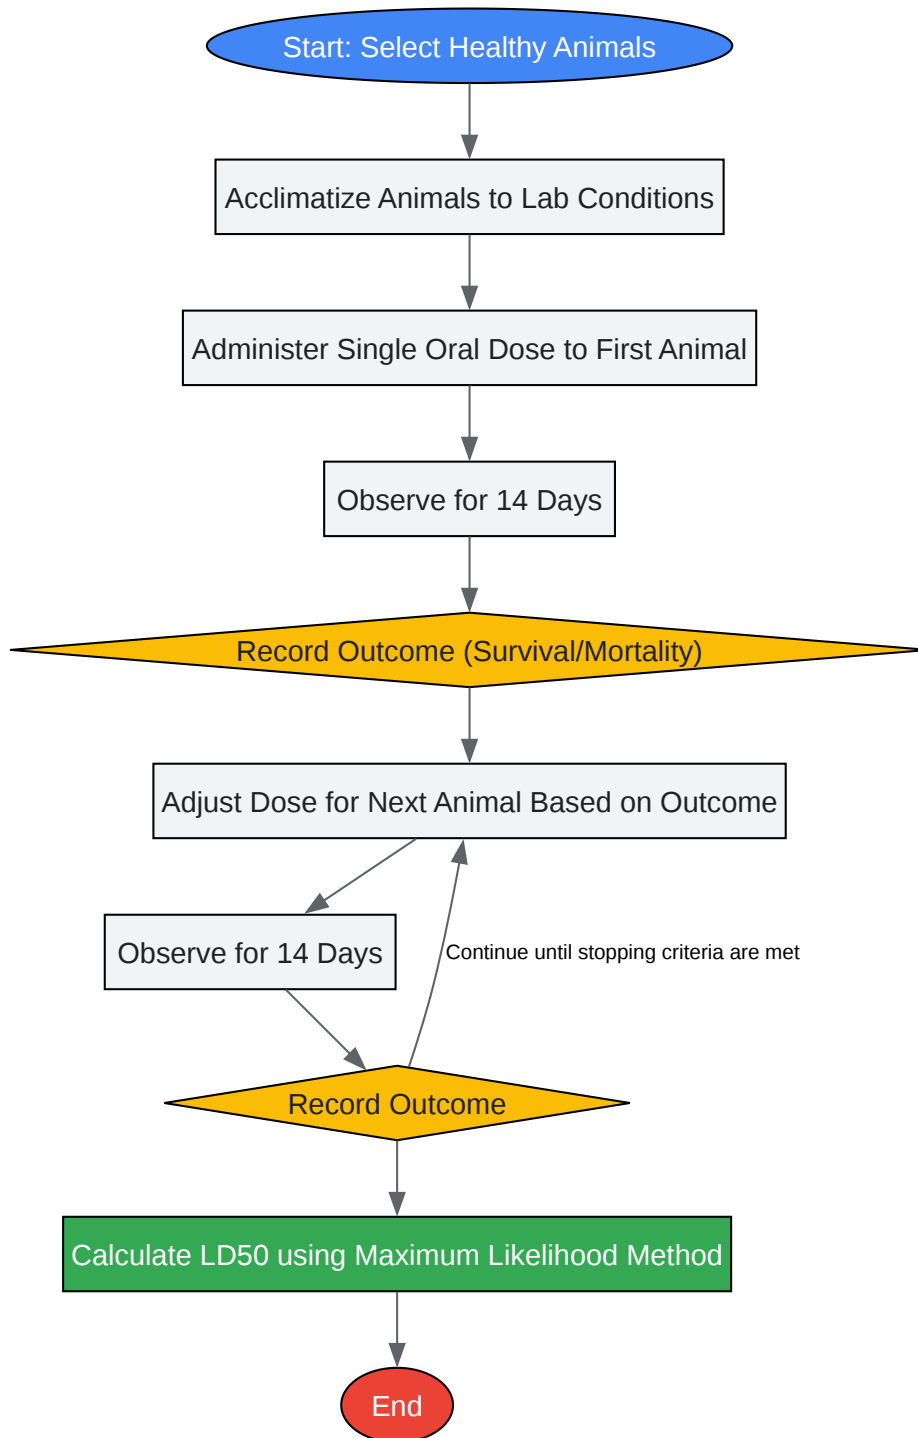 Start: Select Healthy Animals
Acclimatize Animals to Lab Conditions
Administer Single Oral Dose to First Animal
Observe for 14 Days
Record Outcome (Survival/Mortality)
Adjust Dose for Next Animal Based on Outcome
Observe for 14 Days
Continue until stopping criteria are met
Record Outcome
Calculate LD50 using Maximum Likelihood Method
End